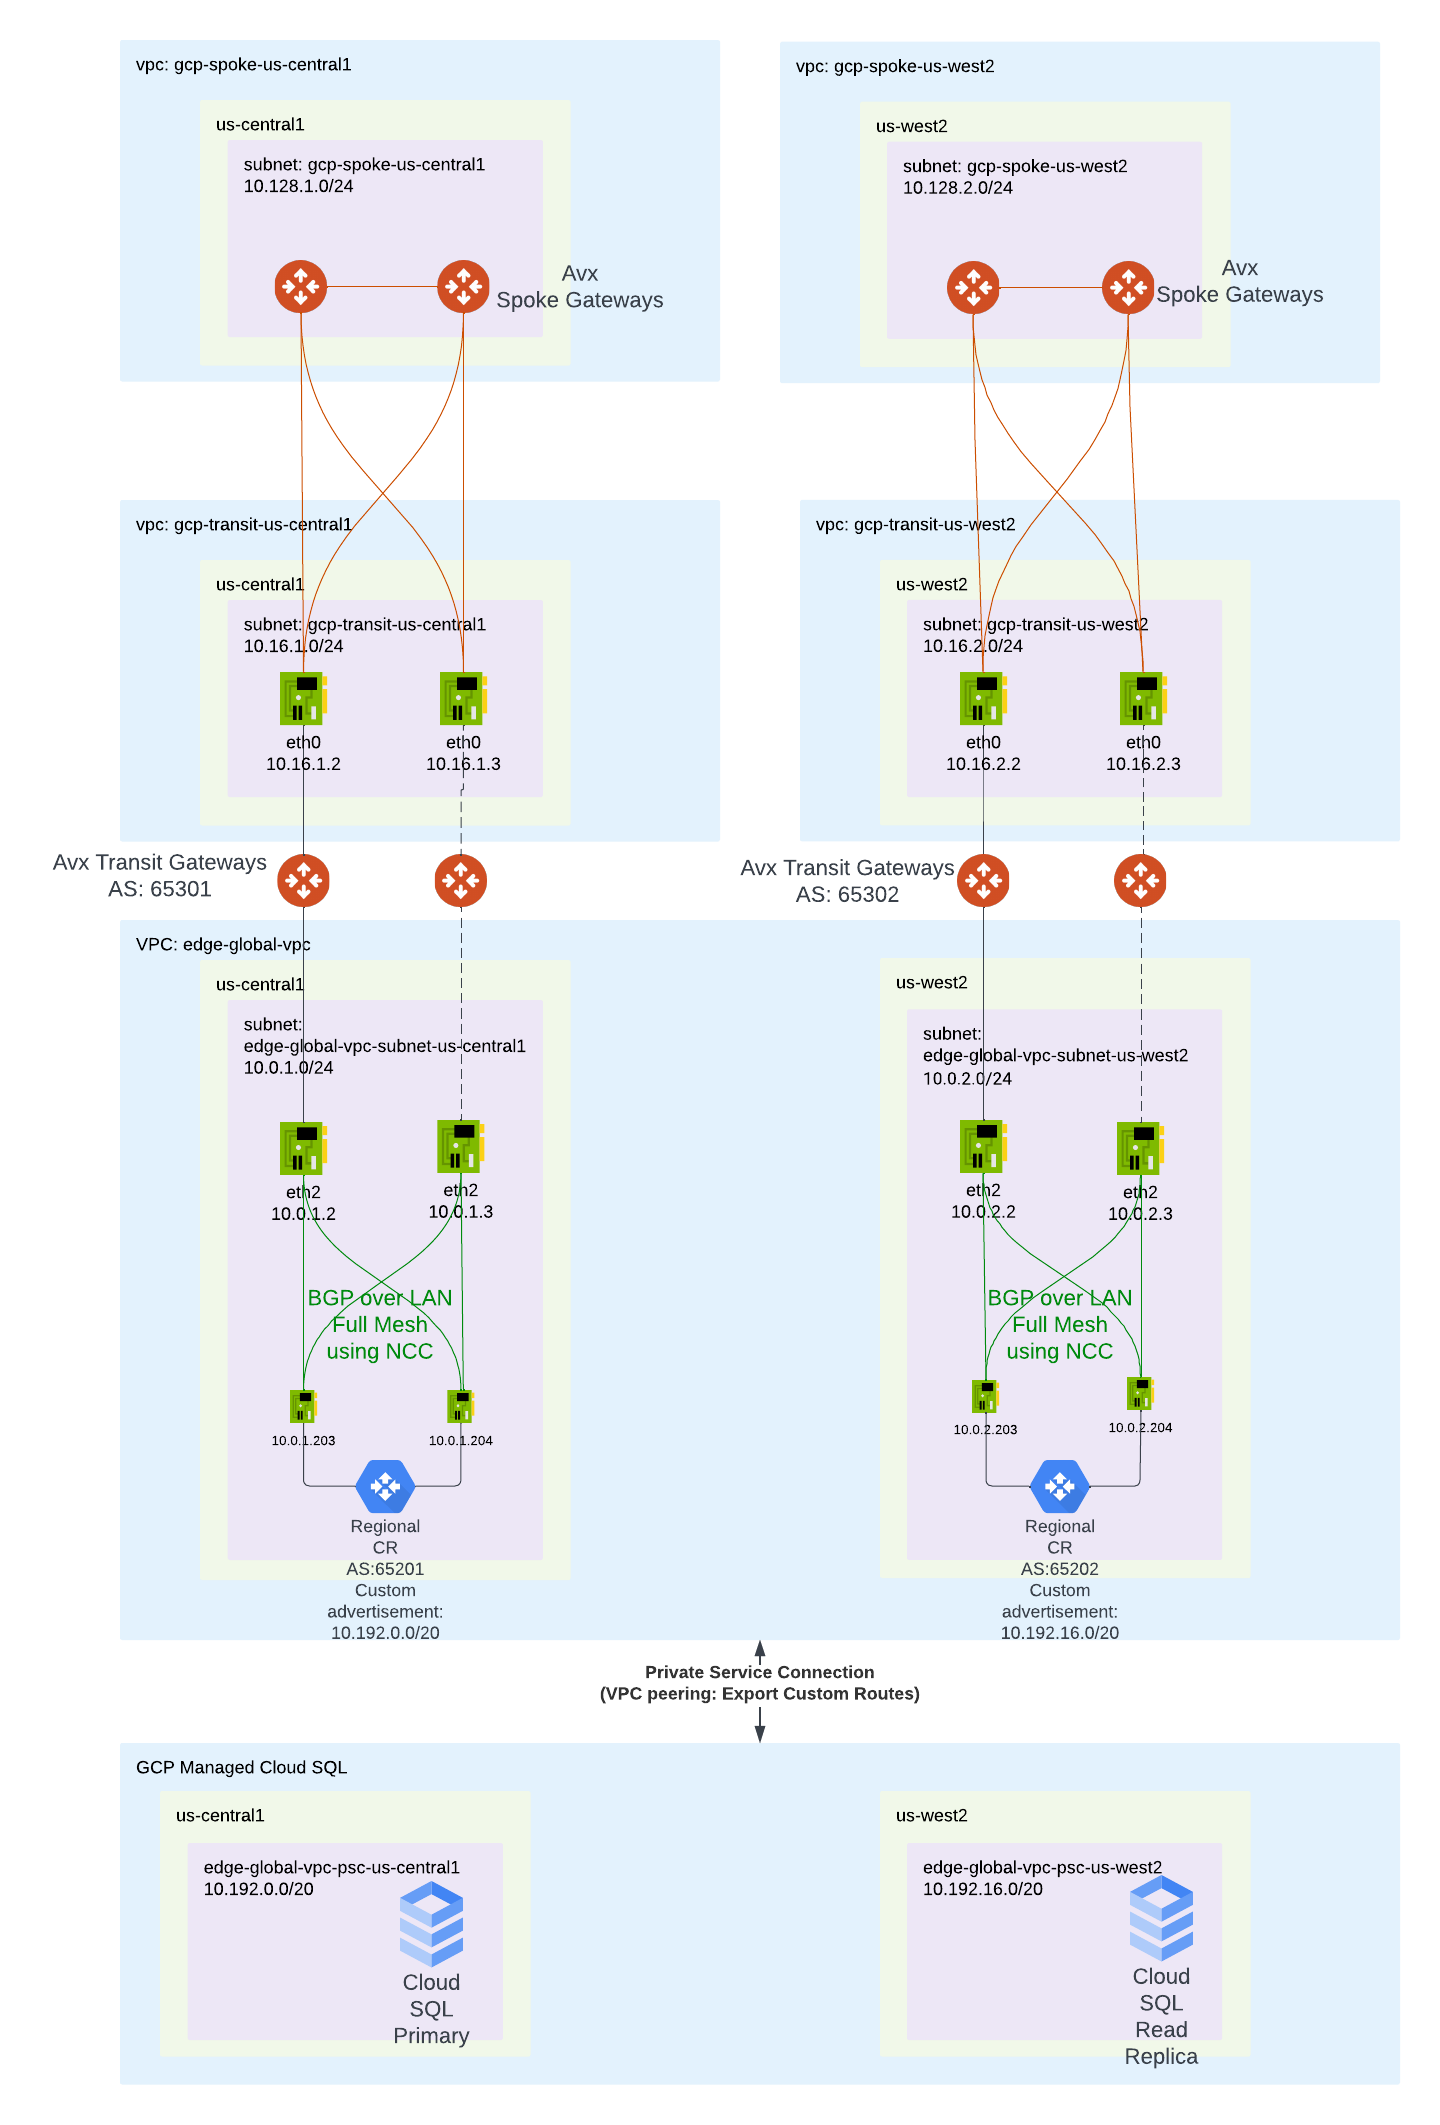 vpc: gcp-spoke-us-central1
us-central1
subnet: gcp-spoke-us-central1
10.128.1.0/24
Avx
Spoke Gateways
vpc: gcp-spoke-us-west2
us-west2
subnet: gcp-spoke-us-west2
10.128.2.0/24
Avx
Spoke Gateways
vpc: gcp-transit-us-central1
us-central1
subnet: gcp-transit-us-central1
10.16.1.0/24
eth0
10.16.1.2
eth0
10.16.1.3
vpc: gcp-transit-us-west2
us-west2
subnet: gcp-transit-us-west2
10.16.2.0/24
eth0
10.16.2.2
eth0
10.16.2.3
Avx Transit Gateways
AS: 65301
Avx Transit Gateways
AS: 65302
VPC: edge-global-vpc
us-central1
subnet:
edge-global-vpc-subnet-us-central1
10.0.1.0/24
eth2
10.0.1.2
eth2
10.0.1.3
BGP over LAN
Full Mesh
using NCC
10.0.1.203
10.0.1.204
Regional
CR
AS:65201
Custom
advertisement:
10.192.0.0/20
us-west2
subnet:
edge-global-vpc-subnet-us-west2
10.0.2.0/24
eth2
10.0.2.2
eth2
10.0.2.3
BGP over LAN
Full Mesh
using NCC
10.0.2.203
10.0.2.204
Regional
CR
AS:65202
Custom
advertisement:
10.192.16.0/20
Private Service Connection
(VPC peering: Export Custom Routes)
GCP Managed Cloud SQL
us-central1
edge-global-vpc-psc-us-central1
10.192.0.0/20
Cloud
SQL
Primary
us-west2
edge-global-vpc-psc-us-west2
10.192.16.0/20
Cloud
SQL
Read
Replica